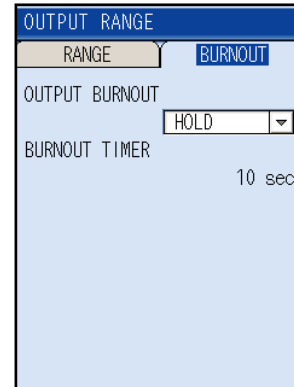 OUTPUT RANGE
RANGE BURNOUT
OUTPUT BURNOUT
HOLD
BURNOUT TIMER
10 sec